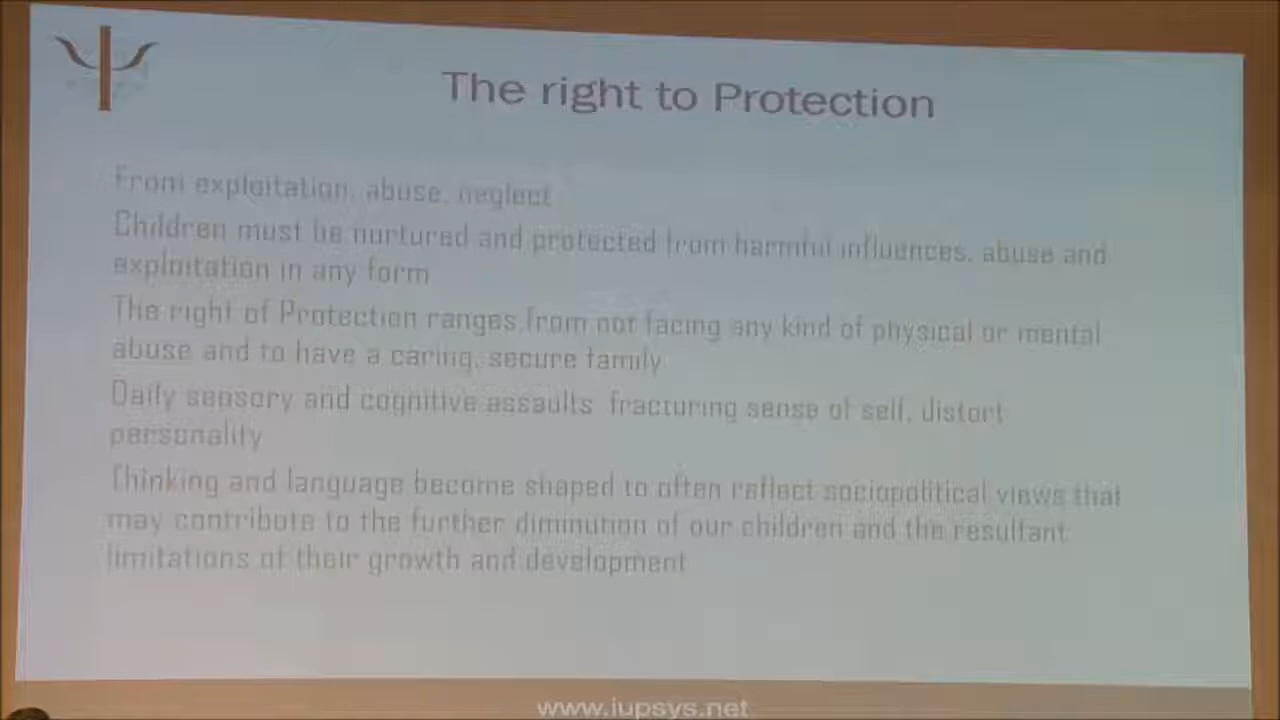 The right to Protection
From exploitation, abuse, neglect
Children must be nurtured and protected from harmful influences, abuse and
exploitation in any form
The right of Protection ranges from not facing any kind of physical or mental
abuse and to have a caring, secure family
Daily sensory and cognitive assaults fracturing sense of self, distort
personality
Thinking and language become shaped to often reflect sociopolitical views that
may contribute to the further diminution of our children and the resultant
limitations of their growth and development
www.iupsys.net